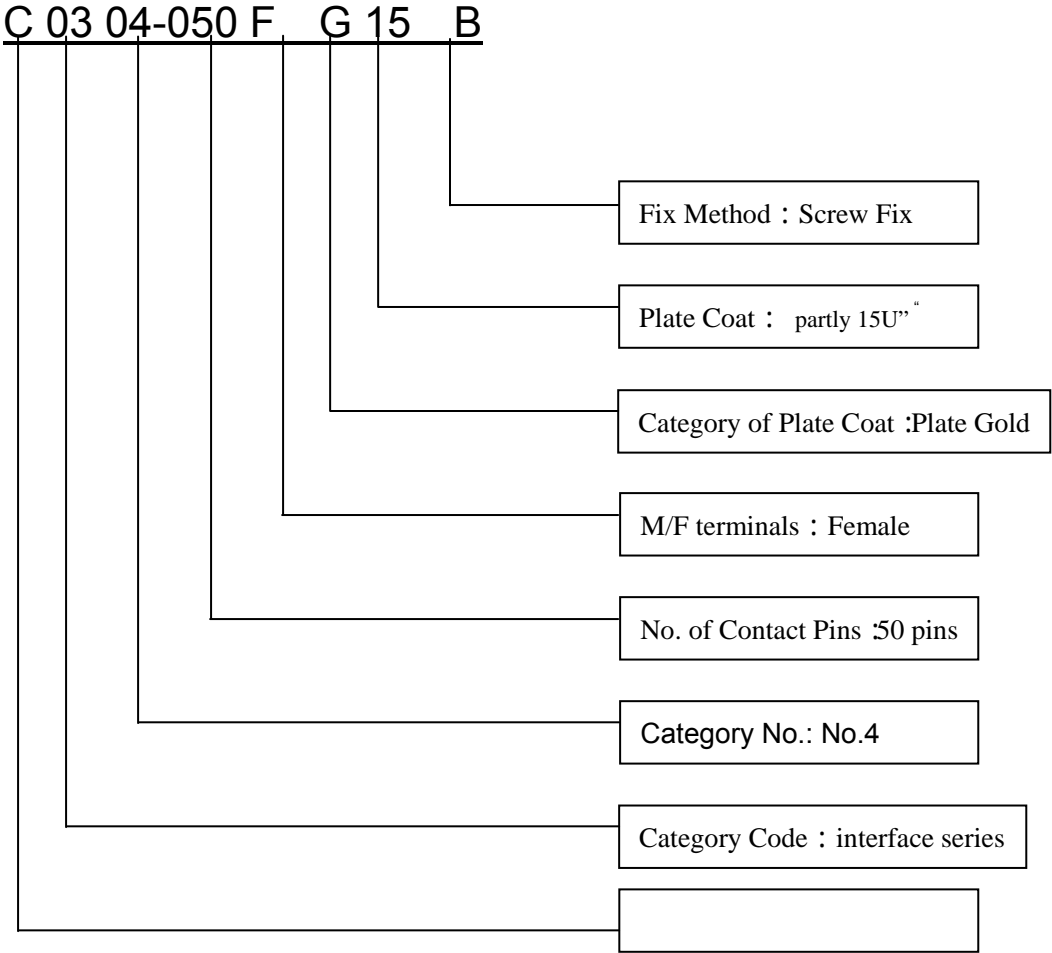 C 03 04-050 F G 15 B
Fix Method：Screw Fix
Plate Coat： partly 15U” “
Category of Plate Coat :Plate Gold
M/F terminals：Female
No. of Contact Pins :50 pins
Category No.: No.4
Category Code：interface series